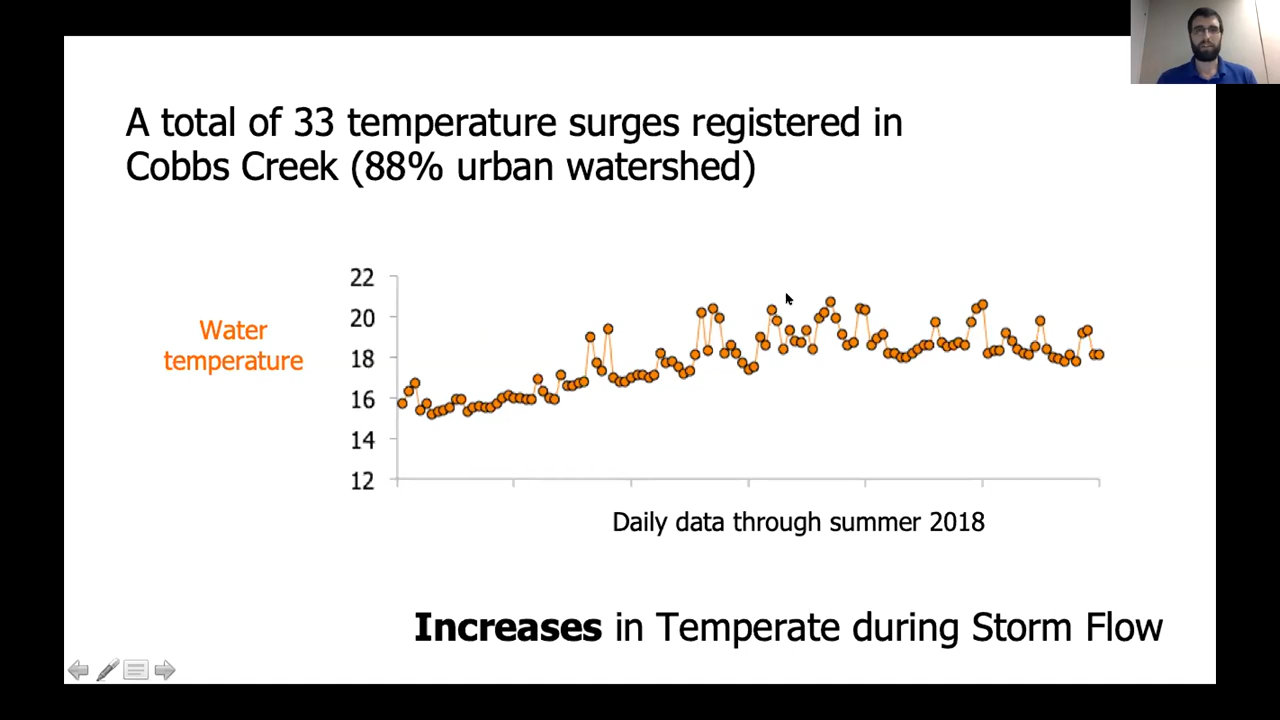 A total of 33 temperature surges registered in
Cobbs Creek (88% urban watershed)
22
20
18
16
14
12
Water
temperature
Daily data through summer 2018
Increases in Temperate during Storm Flow